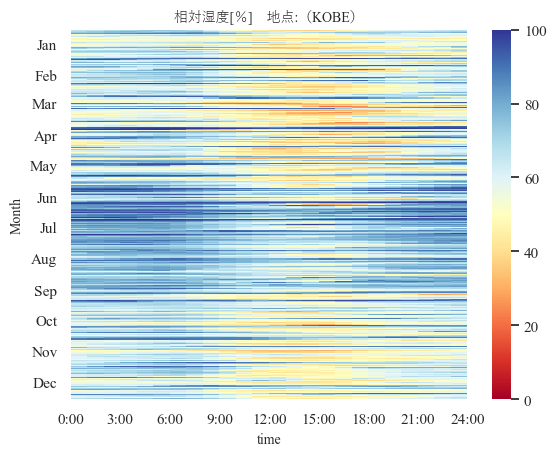 相対湿度[%] 地点:（KOBE）
Month
Jan
Feb
Mar
Apr
May
Jun
Jul
Aug
Sep
Oct
Nov
Dec
0:00 3:00 6:00 9:00 12:00 15:00 18:00 21:00 24:00
time
100
80
60
40
20
0